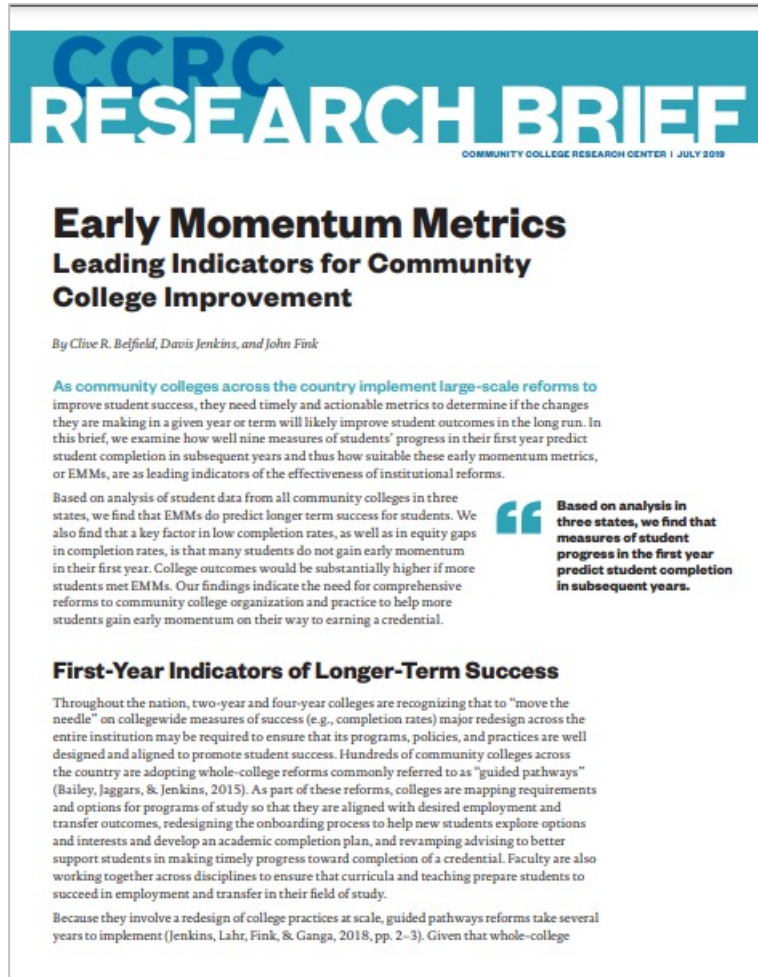 CCRC
RESEARCH BRIEF
COMMUNITY COLLEGE RESEARCH CENTER | JULY 2019
Early Momentum Metrics
Leading Indicators for Community
College Improvement
By Clive R. Belfield, Davis Jenkins, and John Fink
As community colleges across the country implement large-scale reforms to
improve student success, they need timely and actionable metrics to determine if the changes
they are making in a given year or term will likely improve student outcomes in the long run. In
this brief, we examine how well nine measures of students’ progress in their first year predict
student completion in subsequent years and thus how suitable these early momentum metrics,
or EMMs, are as leading indicators of the effectiveness of institutional reforms.
Based on analysis of student data from all community colleges in three
states, we find that EMMs do predict longer term success for students. We
also find that a key factor in low completion rates, as well as in equity gaps
in completion rates, is that many students do not gain early momentum
in their first year. College outcomes would be substantially higher if more
students met EMMs. Our findings indicate the need for comprehensive
reforms to community college organization and practice to help more
students gain early momentum on their way to earning a credential.
“ Based on analysis in
three states, we find that
measures of student
progress in the first year
predict student completion
in subsequent years.
First-Year Indicators of Longer-Term Success
Throughout the nation, two-year and four-year colleges are recognizing that to “move the
needle” on collegewide measures of success (e.g., completion rates) major redesign across the
entire institution may be required to ensure that its programs, policies, and practices are well
designed and aligned to promote student success. Hundreds of community colleges across
the country are adopting whole-college reforms commonly referred to as “guided pathways”
(Bailey, Jaggars, & Jenkins, 2015). As part of these reforms, colleges are mapping requirements
and options for programs of study so that they are aligned with desired employment and
transfer outcomes, redesigning the onboarding process to help new students explore options
and interests and develop an academic completion plan, and revamping advising to better
support students in making timely progress toward completion of a credential. Faculty are also
working together across disciplines to ensure that curricula and teaching prepare students to
succeed in employment and transfer in their field of study.
Because they involve a redesign of college practices at scale, guided pathways reforms take several
years to implement (Jenkins, Lahr, Fink, & Ganga, 2018, pp. 2–3). Given that whole-college